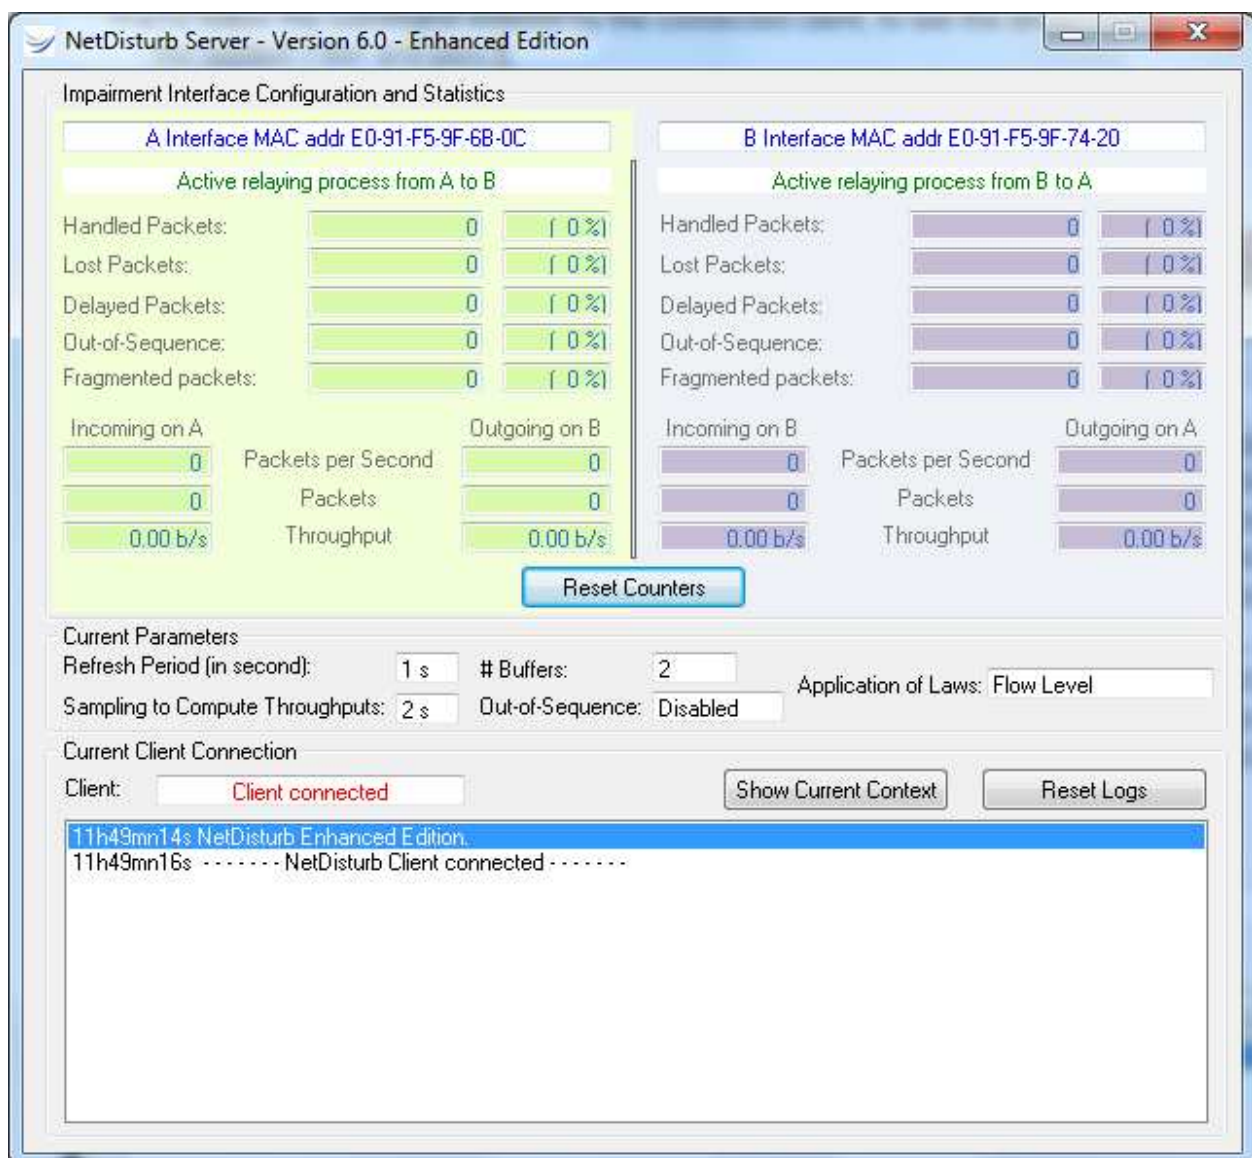 NetDisturb Server - Version 6.0 - Enhanced Edition
Impairment Interface Configuration and Statistics
A Interface MAC addr E0-91-F5-9F-6B-0C
Active relaying process from A to B
Handled Packets: 0 ( 0 %)
Lost Packets: 0 ( 0 %)
Delayed Packets: 0 ( 0 %)
Out-of-Sequence: 0 ( 0 %)
Fragmented packets: 0 ( 0 %)
Incoming on A Outgoing on B
0 Packets per Second 0
0 Packets 0
0.00 b/s Throughput 0.00 b/s
B Interface MAC addr E0-91-F5-9F-74-20
Active relaying process from B to A
Handled Packets: 0 ( 0 %)
Lost Packets: 0 ( 0 %)
Delayed Packets: 0 ( 0 %)
Out-of-Sequence: 0 ( 0 %)
Fragmented packets: 0 ( 0 %)
Incoming on B Outgoing on A
0 Packets per Second 0
0 Packets 0
0.00 b/s Throughput 0.00 b/s
Reset Counters
Current Parameters
Refresh Period (in second): 1 s # Buffers: 2
Application of Laws: Flow Level
Sampling to Compute Throughputs: 2 s Out-of-Sequence: Disabled
Current Client Connection
Client: Client connected Show Current Context Reset Logs
11h49mn14s NetDisturb Enhanced Edition.
11h49mn16s - - - - - - - NetDisturb Client connected - - - - - - -